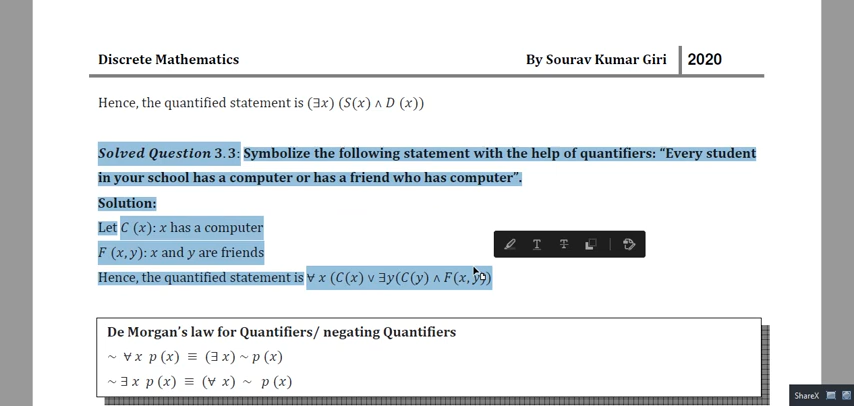 Discrete Mathematics
By Sourav Kumar Giri
2020
Hence, the quantified statement is (∃x) (S(x) ∧ D (x))
Solved Question 3.3: Symbolize the following statement with the help of quantifiers: “Every student
in your school has a computer or has a friend who has computer”.
Solution:
Let C (x): x has a computer
F (x, y): x and y are friends
Hence, the quantified statement is ∀ x (C(x) ∨ ∃y(C(y) ∧ F(x, y))
De Morgan’s law for Quantifiers/ negating Quantifiers
~ ∀ x p (x) ≡ (∃ x) ~ p (x)
~ ∃ x p (x) ≡ (∀ x) ~ p (x)
ShareX